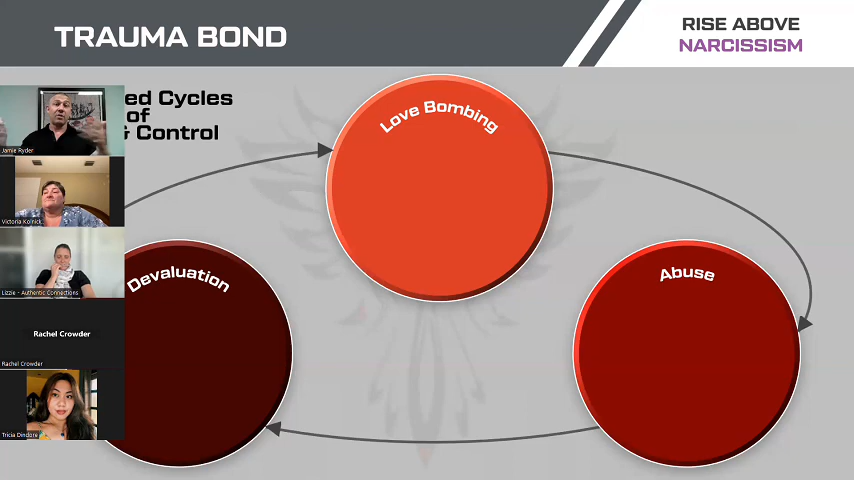 TRAUMA BOND
RISE ABOVE
NARCISSISM
ed Cycles
of
& Control
Love Bombing
Devaluation
Abuse
Jamie Ryder
Victoria Kolnick
Lizzie - Authentic Connections
Rachel Crowder
Rachel Crowder
Tricia Dindore